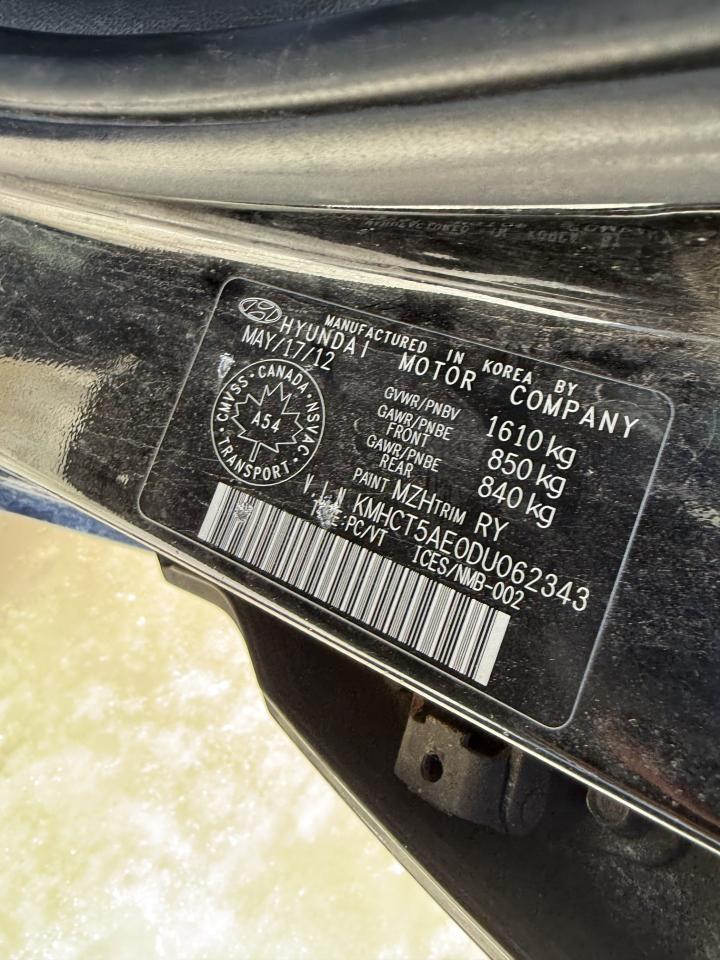 MANUFACTURED IN KOREA BY
HYUNDAI MOTOR COMPANY
MAY/17/12
CMVSS • CANADA • NSVAC
A54
TRANSPORT
GVWR/PNBV 1610 kg
GAWR/PNBE FRONT 850 kg
GAWR/PNBE REAR 840 kg
PAINT MZH TRIM RY
VIN KMHCT5AE0DU062343
:PC/VT ICES/NMB-002